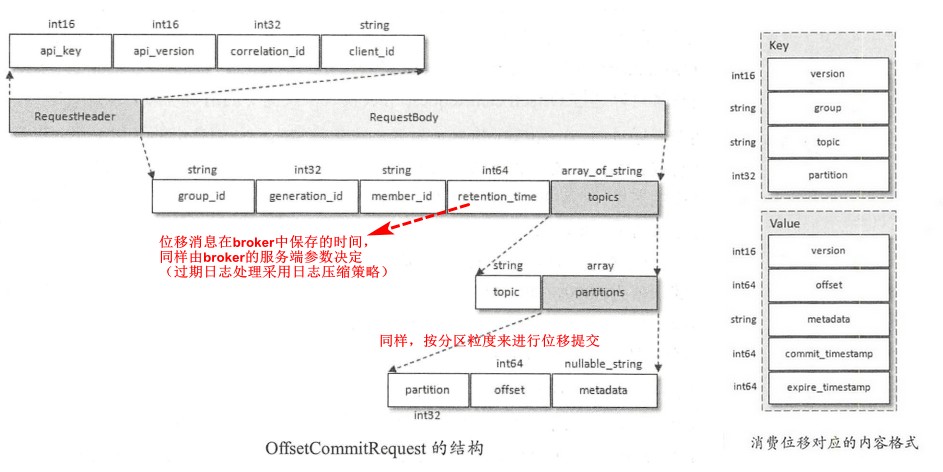 int16 int16 int32 string
api_key api_version correlation_id client_id
RequestHeader RequestBody
string int32 string int64 array_of_string
group_id generation_id member_id retention_time topics
位移消息在broker中保存的时间，
同样由broker的服务端参数决定
（过期日志处理采用日志压缩策略）
string array
topic partitions
同样，按分区粒度来进行位移提交
int64 nullable_string
partition offset metadata
int32
OffsetCommitRequest 的结构
Key
int16 version
string group
string topic
int32 partition
Value
int16 version
int64 offset
string metadata
int64 commit_timestamp
int64 expire_timestamp
消费位移对应的内容格式